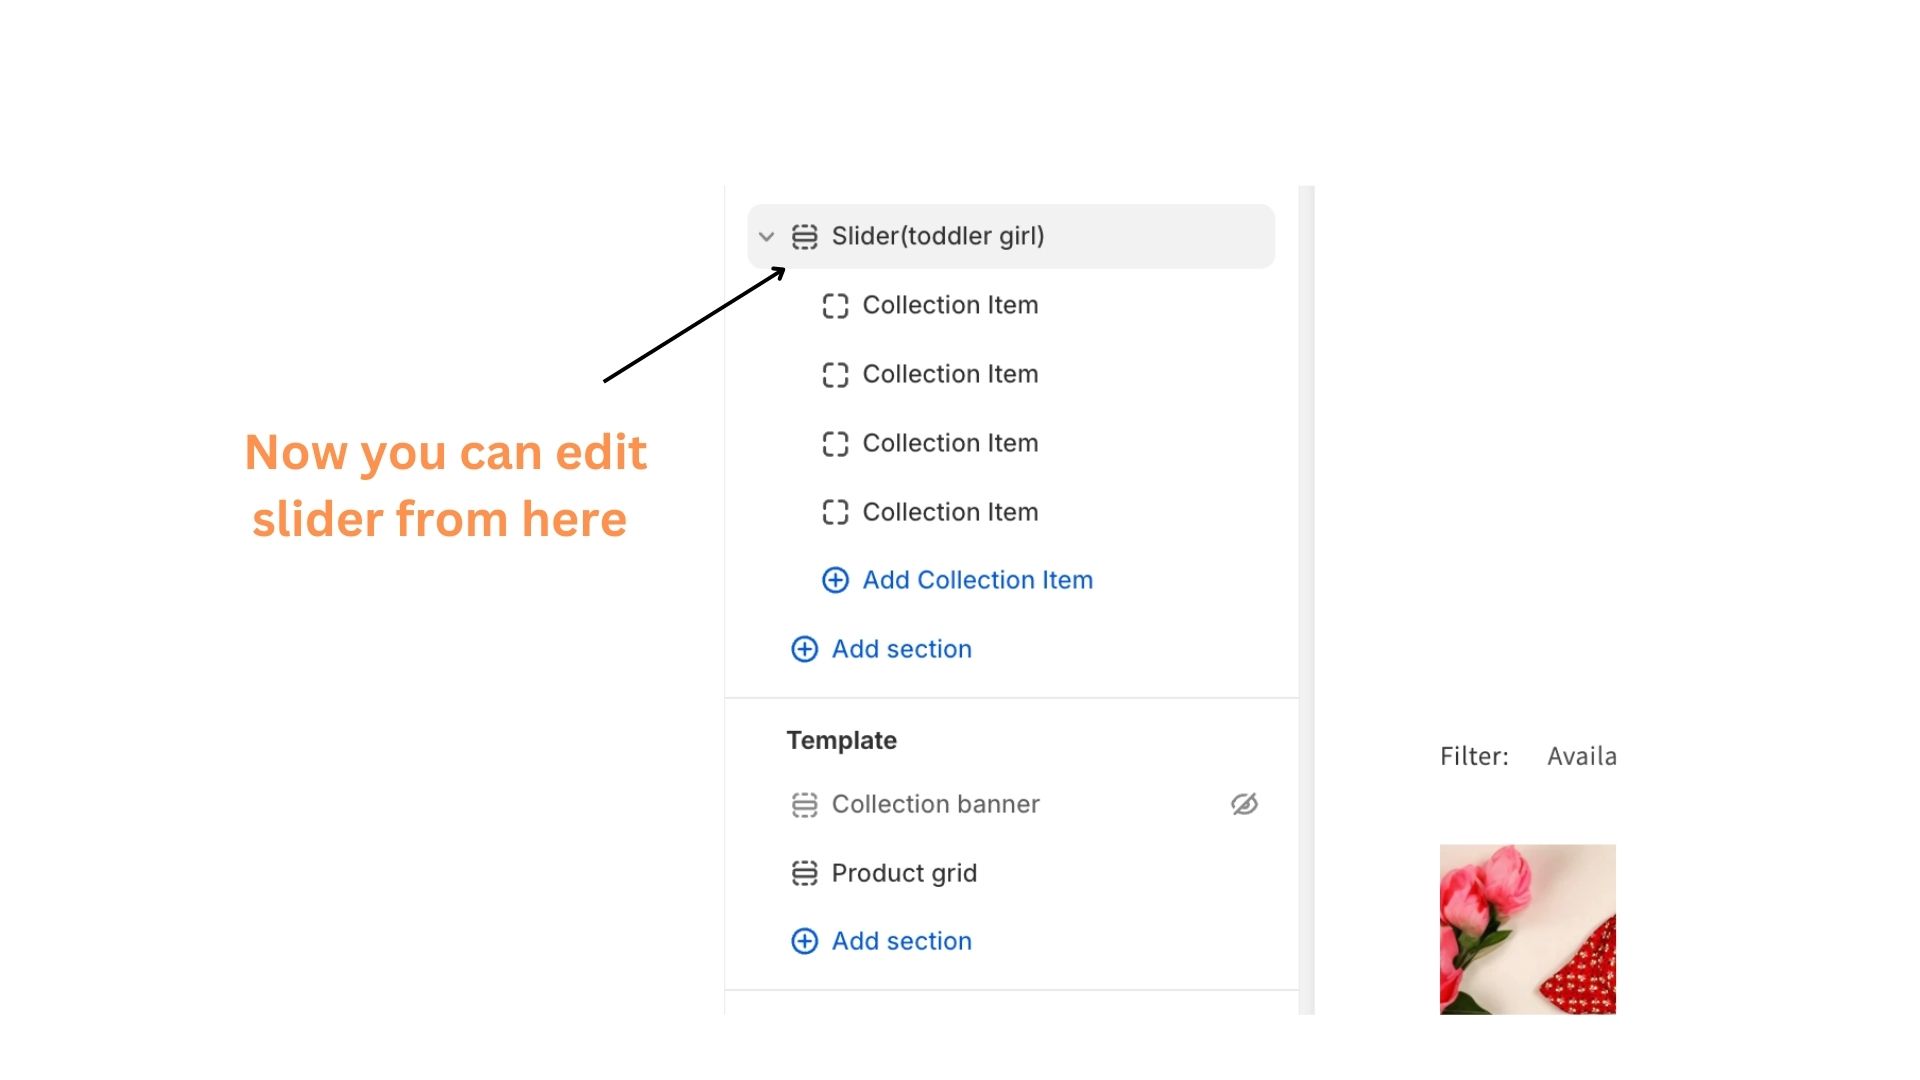 Slider(toddler girl)
Collection Item
Collection Item
Collection Item
Collection Item
Add Collection Item
Add section
Now you can edit
slider from here
Template
Collection banner
Product grid
Add section
Filter: Availa